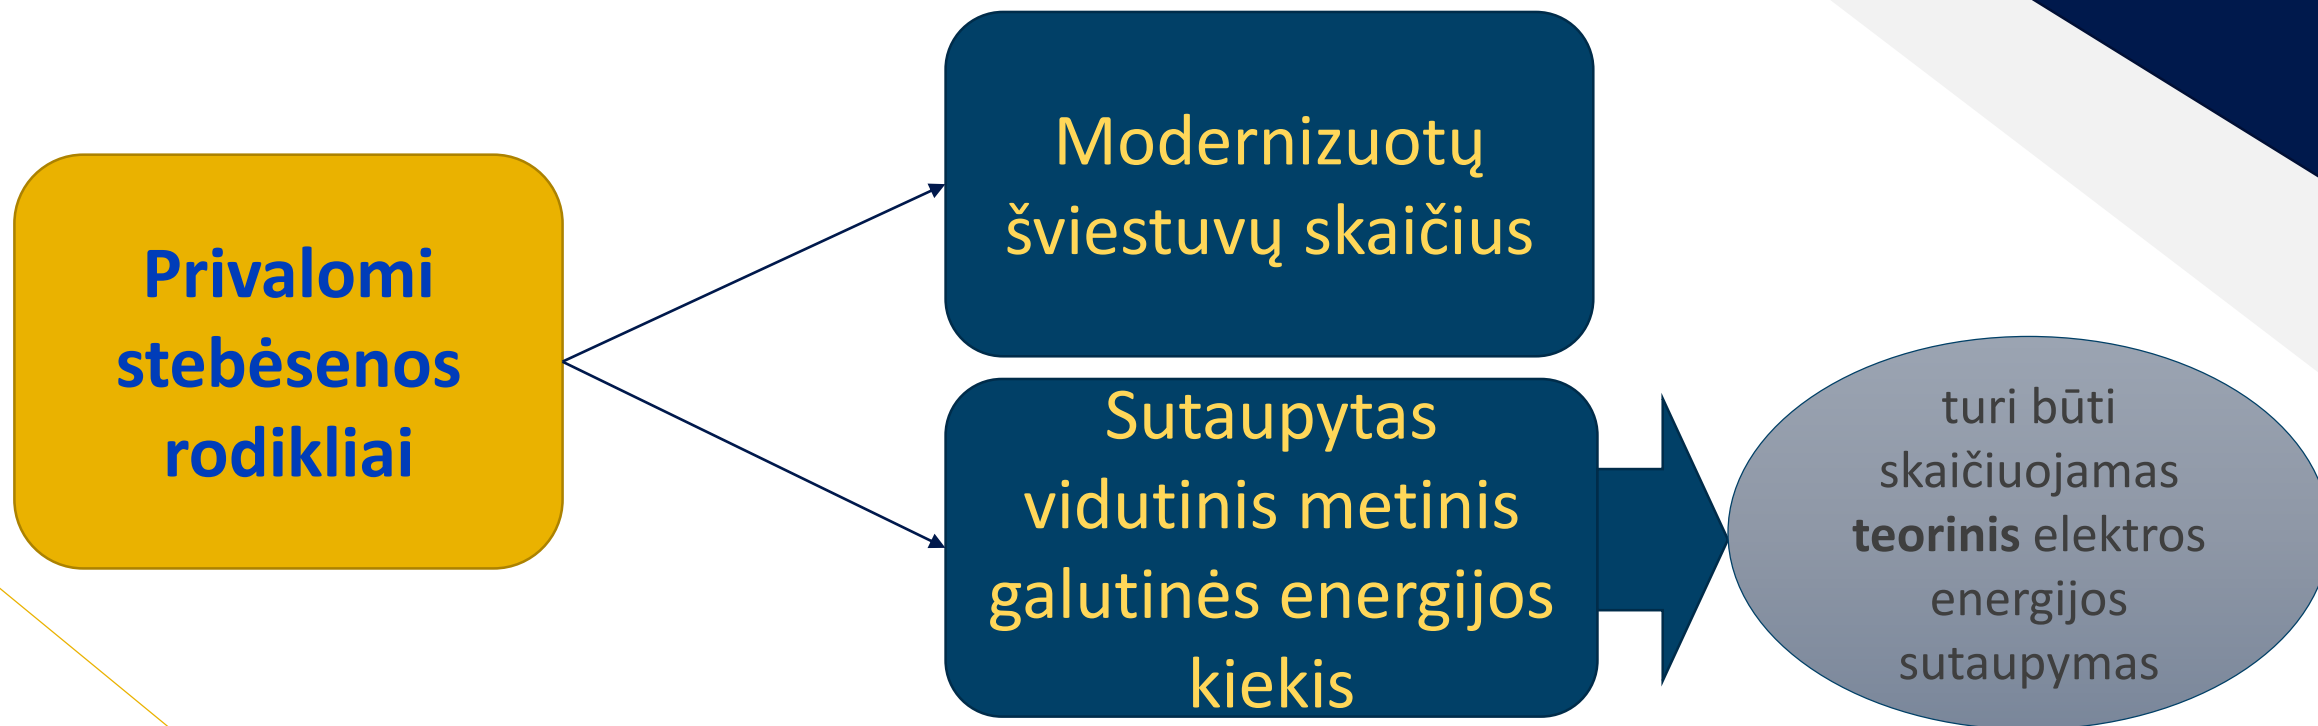 Privalomi
stebėsenos
rodikliai
Modernizuotų
šviestuvų skaičius
Sutaupytas
vidutinis metinis
galutinės energijos
kiekis
turi būti
skaičiuojamas
teorinis elektros
energijos
sutaupymas